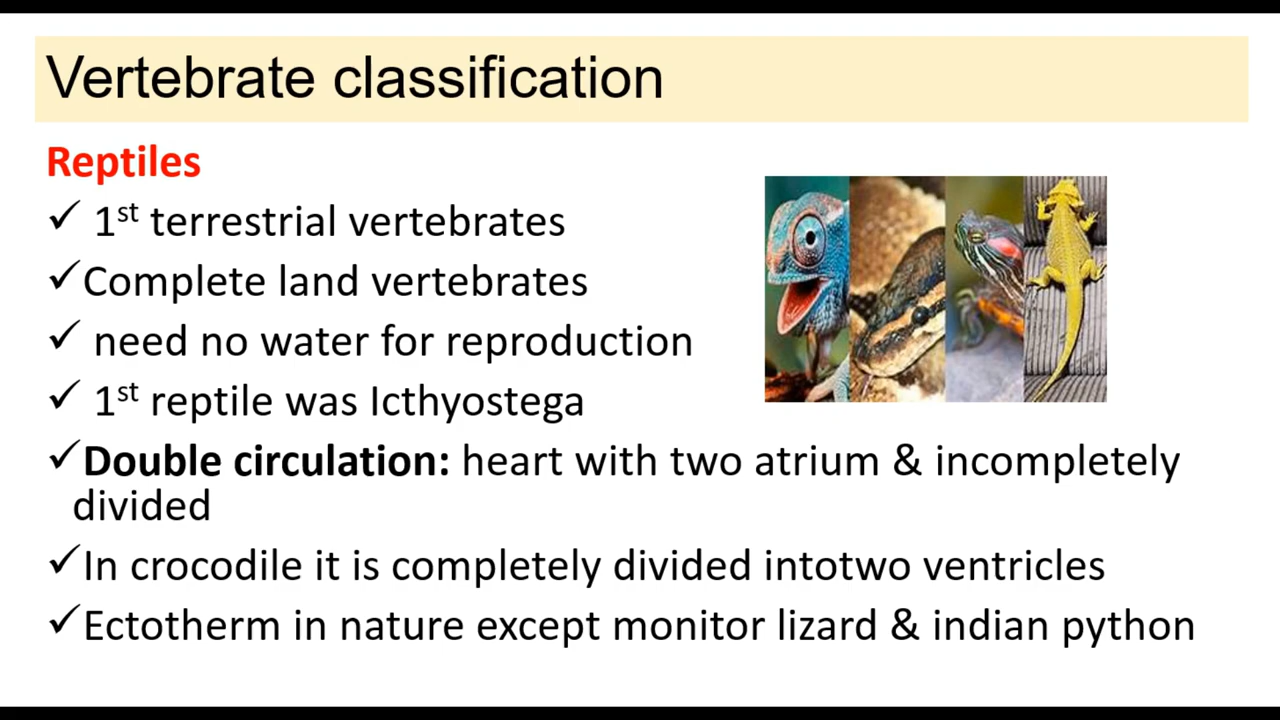 Vertebrate classification
Reptiles
✓ 1st terrestrial vertebrates
✓Complete land vertebrates
✓ need no water for reproduction
✓ 1st reptile was Icthyostega
✓Double circulation: heart with two atrium & incompletely
divided
✓In crocodile it is completely divided intotwo ventricles
✓Ectotherm in nature except monitor lizard & indian python